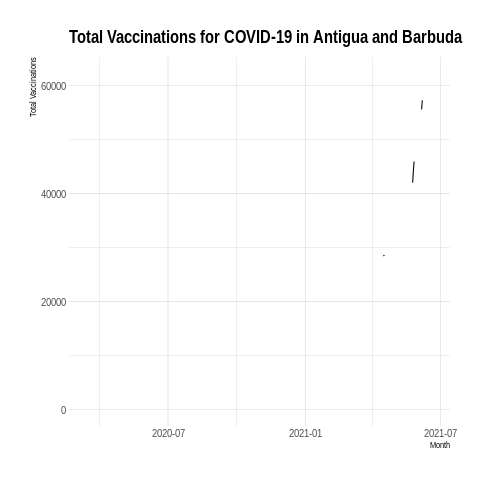 Total Vaccinations for COVID-19 in Antigua and Barbuda
Total Vaccinations
60000
40000
20000
0
2020-07
2021-01
2021-07
Month